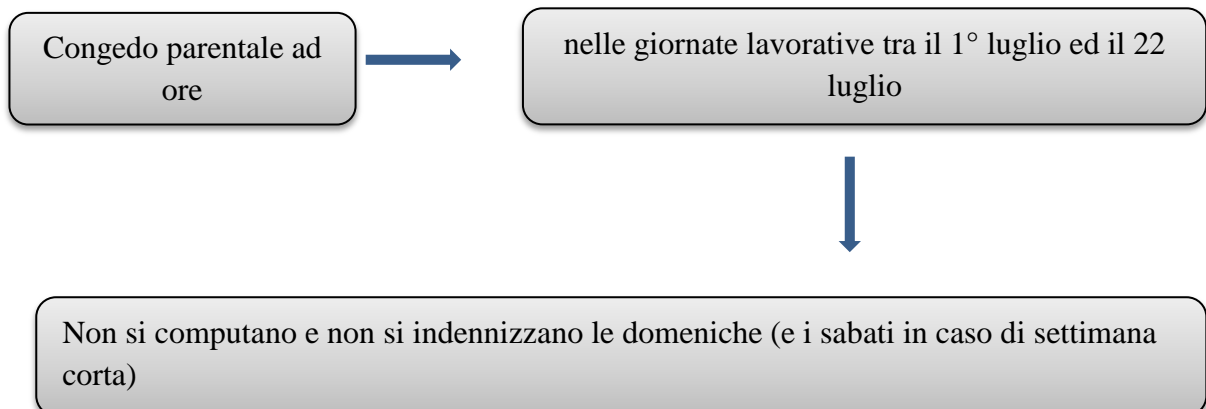 Congedo parentale ad
ore
nelle giornate lavorative tra il 1° luglio ed il 22
luglio
Non si computano e non si indennizzano le domeniche (e i sabati in caso di settimana
corta)